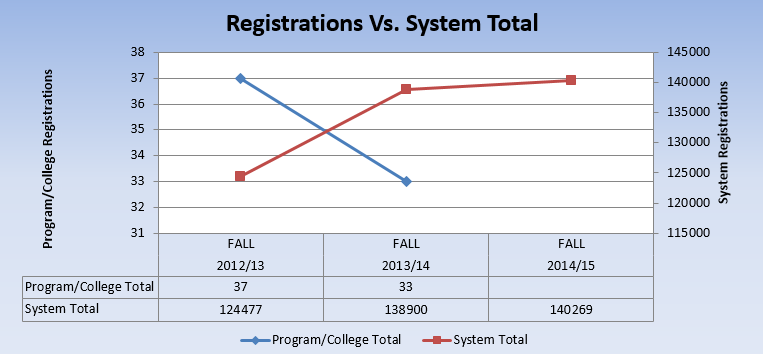 Registrations Vs. System Total
Program/College Registrations
38
37
36
35
34
33
32
31
145000
140000
135000
130000
125000
120000
115000
System Registrations
FALL FALL FALL
2012/13 2013/14 2014/15
Program/College Total 37 33
System Total 124477 138900 140269
Program/College Total System Total